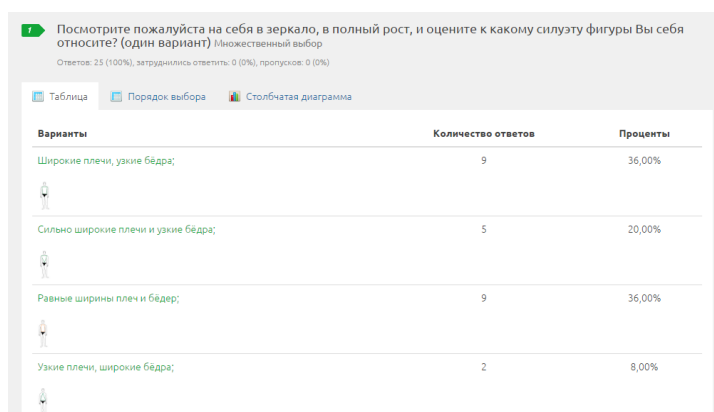 1
Посмотрите пожалуйста на себя в зеркало, в полный рост, и оцените к какому силуэту фигуры Вы себя
относите? (один вариант) Множественный выбор
Ответов: 25 (100%), затруднились ответить: 0 (0%), пропусков: 0 (0%)
Таблица Порядок выбора Столбчатая диаграмма
Варианты Количество ответов Проценты
Широкие плечи, узкие бёдра; 9 36,00%
Сильно широкие плечи и узкие бёдра; 5 20,00%
Равные ширины плеч и бёдер; 9 36,00%
Узкие плечи, широкие бёдра; 2 8,00%